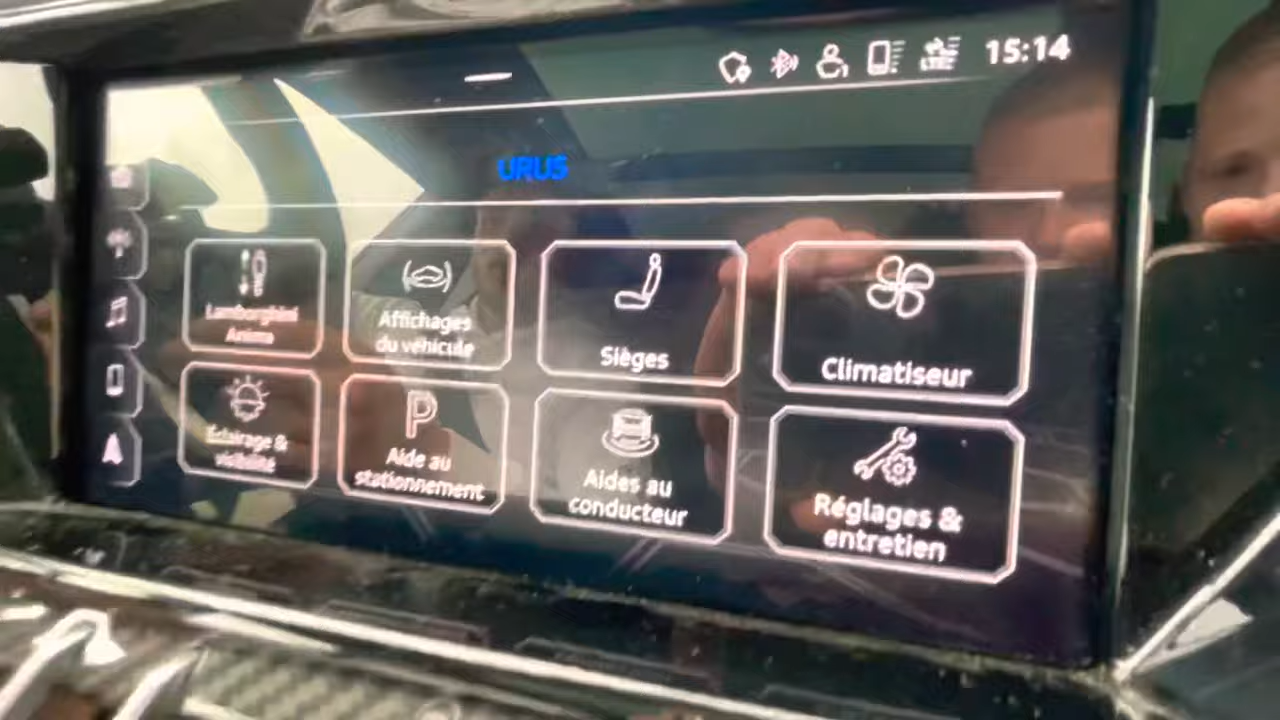 15:14
URUS
Lamborghini
Anima
Affichages
du véhicule
Sièges
Climatiseur
Éclairage &
visibilité
Aide au
stationnement
Aides au
conducteur
Réglages &
entretien